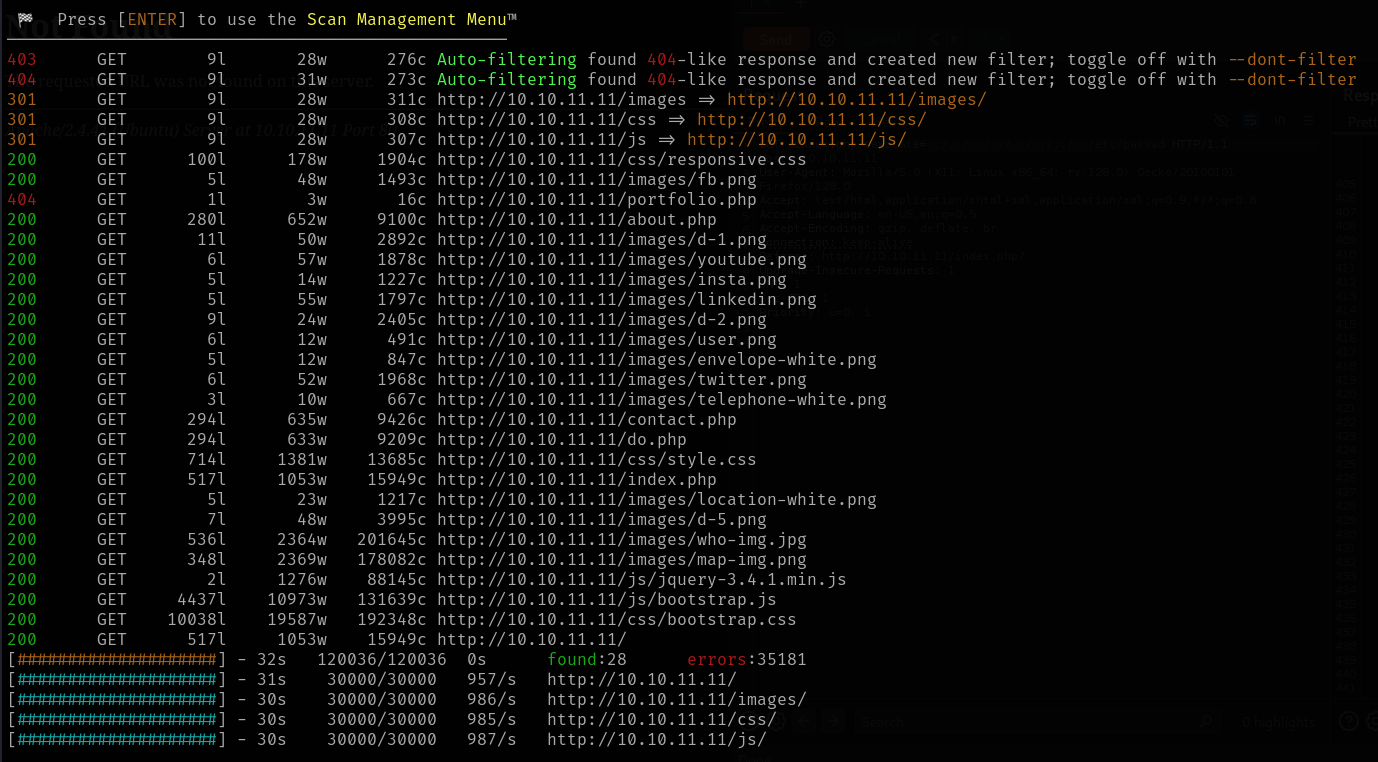 🏁 Press [ENTER] to use the Scan Management Menu™
403 GET 9l 28w 276c Auto-filtering found 404-like response and created new filter; toggle off with --dont-filter
404 GET 9l 31w 273c Auto-filtering found 404-like response and created new filter; toggle off with --dont-filter
301 GET 9l 28w 311c http://10.10.11.11/images => http://10.10.11.11/images/
301 GET 9l 28w 308c http://10.10.11.11/css => http://10.10.11.11/css/
301 GET 9l 28w 307c http://10.10.11.11/js => http://10.10.11.11/js/
200 GET 100l 178w 1904c http://10.10.11.11/css/responsive.css
200 GET 5l 48w 1493c http://10.10.11.11/images/fb.png
404 GET 1l 3w 16c http://10.10.11.11/portfolio.php
200 GET 280l 652w 9100c http://10.10.11.11/about.php
200 GET 11l 50w 2892c http://10.10.11.11/images/d-1.png
200 GET 6l 57w 1878c http://10.10.11.11/images/youtube.png
200 GET 5l 14w 1227c http://10.10.11.11/images/insta.png
200 GET 5l 55w 1797c http://10.10.11.11/images/linkedin.png
200 GET 9l 24w 2405c http://10.10.11.11/images/d-2.png
200 GET 6l 12w 491c http://10.10.11.11/images/user.png
200 GET 5l 12w 847c http://10.10.11.11/images/envelope-white.png
200 GET 6l 52w 1968c http://10.10.11.11/images/twitter.png
200 GET 3l 10w 667c http://10.10.11.11/images/telephone-white.png
200 GET 294l 635w 9426c http://10.10.11.11/contact.php
200 GET 294l 633w 9209c http://10.10.11.11/do.php
200 GET 714l 1381w 13685c http://10.10.11.11/css/style.css
200 GET 517l 1053w 15949c http://10.10.11.11/index.php
200 GET 5l 23w 1217c http://10.10.11.11/images/location-white.png
200 GET 7l 48w 3995c http://10.10.11.11/images/d-5.png
200 GET 536l 2364w 201645c http://10.10.11.11/images/who-img.jpg
200 GET 348l 2369w 178082c http://10.10.11.11/images/map-img.png
200 GET 2l 1276w 88145c http://10.10.11.11/js/jquery-3.4.1.min.js
200 GET 4437l 10973w 131639c http://10.10.11.11/js/bootstrap.js
200 GET 10038l 19587w 192348c http://10.10.11.11/css/bootstrap.css
200 GET 517l 1053w 15949c http://10.10.11.11/
[####################] - 32s 120036/120036 0s found:28 errors:35181
[####################] - 31s 30000/30000 957/s http://10.10.11.11/
[####################] - 30s 30000/30000 986/s http://10.10.11.11/images/
[####################] - 30s 30000/30000 985/s http://10.10.11.11/css/
[####################] - 30s 30000/30000 987/s http://10.10.11.11/js/